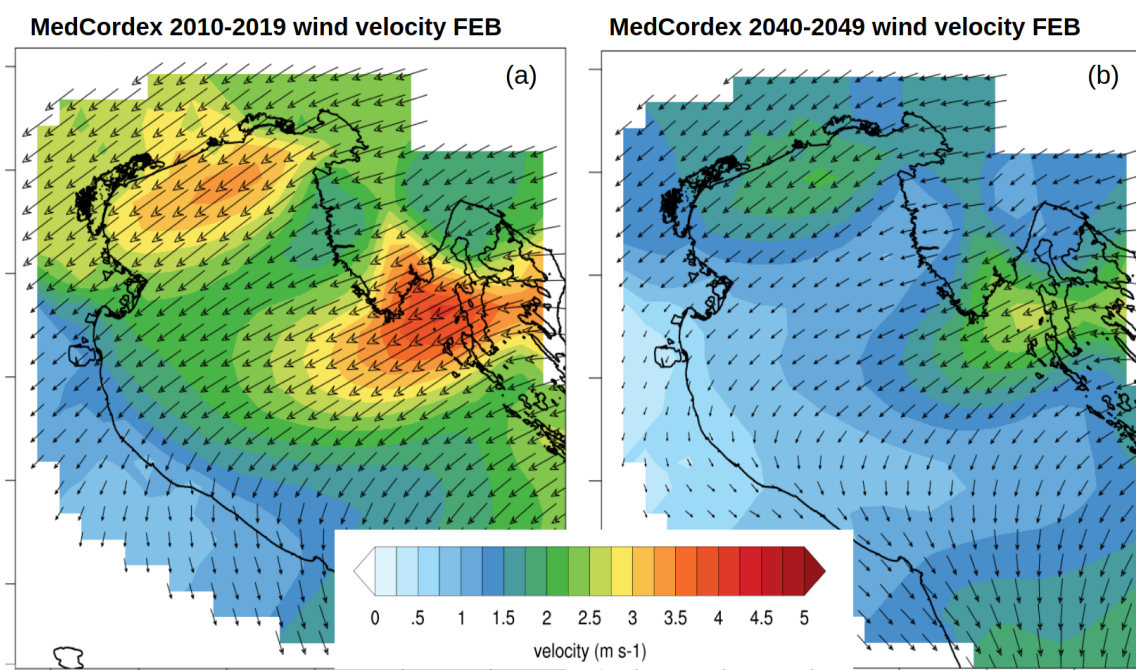 MedCordex 2010-2019 wind velocity FEB
MedCordex 2040-2049 wind velocity FEB
(a)
(b)
0 .5 1 1.5 2 2.5 3 3.5 4 4.5 5
velocity (m s-1)